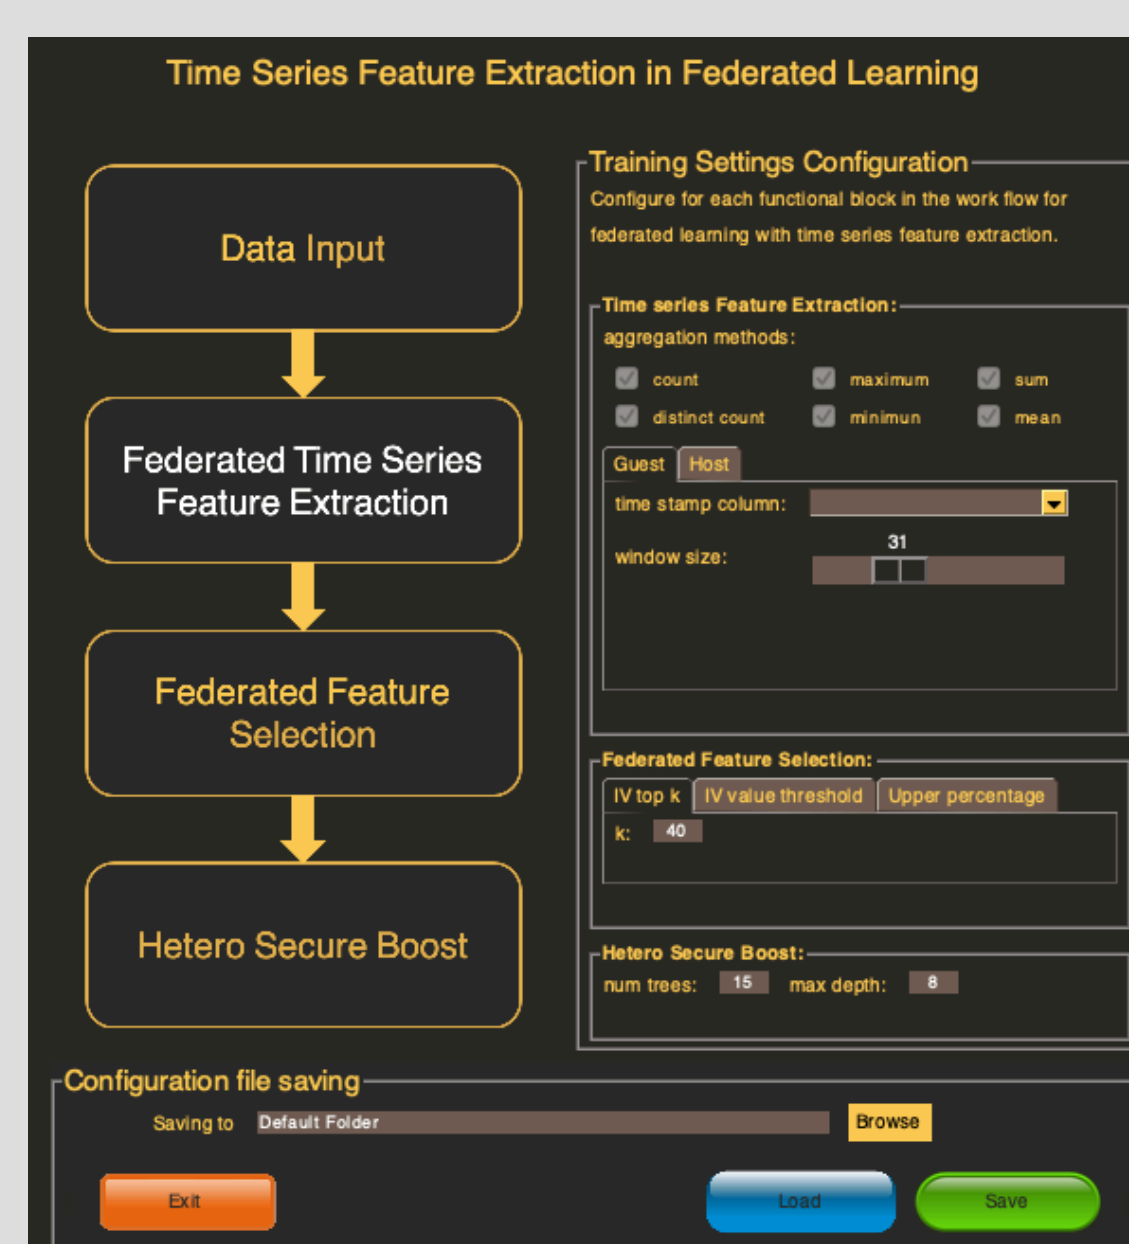 Time Series Feature Extraction in Federated Learning
Data Input
Federated Time Series
Feature Extraction
Federated Feature
Selection
Hetero Secure Boost
Training Settings Configuration
Configure for each functional block in the work flow for
federated learning with time series feature extraction.
Time series Feature Extraction:
aggregation methods:
count maximum sum
distinct count minimun mean
Guest Host
time stamp column:
31
window size:
Federated Feature Selection:
IV top k IV value threshold Upper percentage
k: 40
Hetero Secure Boost:
num trees: 15 max depth: 8
Configuration file saving
Saving to Default Folder Browse
Exit Load Save